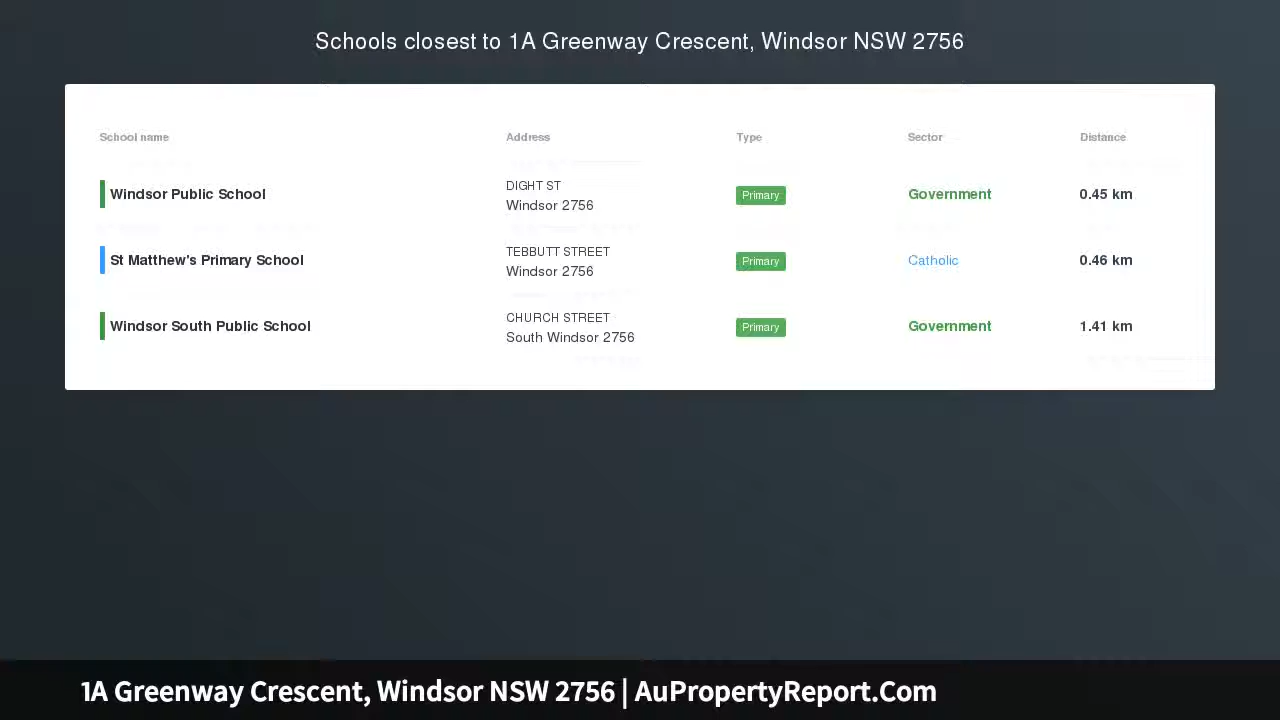 Schools closest to 1A Greenway Crescent, Windsor NSW 2756
School name Address Type Sector Distance
Windsor Public School DIGHT ST Windsor 2756 Primary Government 0.45 km
St Matthew's Primary School TEBBUTT STREET Windsor 2756 Primary Catholic 0.46 km
Windsor South Public School CHURCH STREET South Windsor 2756 Primary Government 1.41 km
1A Greenway Crescent, Windsor NSW 2756 | AuPropertyReport.Com